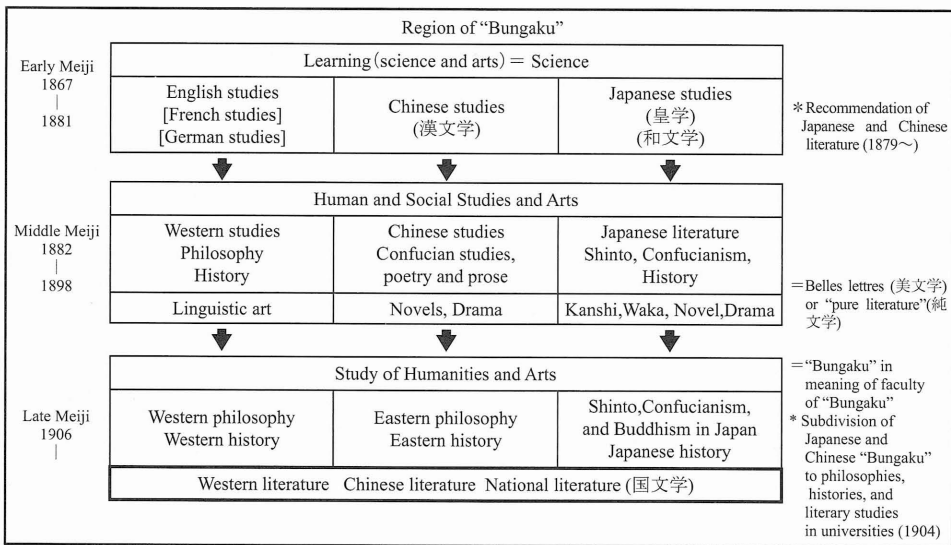 Region of “Bungaku”
Early Meiji
1867
|
1881
Learning(science and arts) = Science
English studies
[French studies]
[German studies]
Chinese studies
(漢文学)
Japanese studies
(皇学)
(和文学)
* Recommendation of
Japanese and Chinese
literature (1879～)
Middle Meiji
1882
|
1898
Human and Social Studies and Arts
Western studies
Philosophy
History
Chinese studies
Confucian studies,
poetry and prose
Japanese literature
Shinto, Confucianism,
History
Linguistic art
Novels, Drama
Kanshi,Waka, Novel,Drama
=Belles lettres (美文学)
or “pure literature”(純
文学)
Late Meiji
1906
|
Study of Humanities and Arts
Western philosophy
Western history
Eastern philosophy
Eastern history
Shinto,Confucianism,
and Buddhism in Japan
Japanese history
Western literature Chinese literature National literature (国文学)
=“Bungaku” in
meaning of faculty
of “Bungaku”
* Subdivision of
Japanese and
Chinese “Bungaku”
to philosophies,
histories, and
literary studies
in universities (1904)